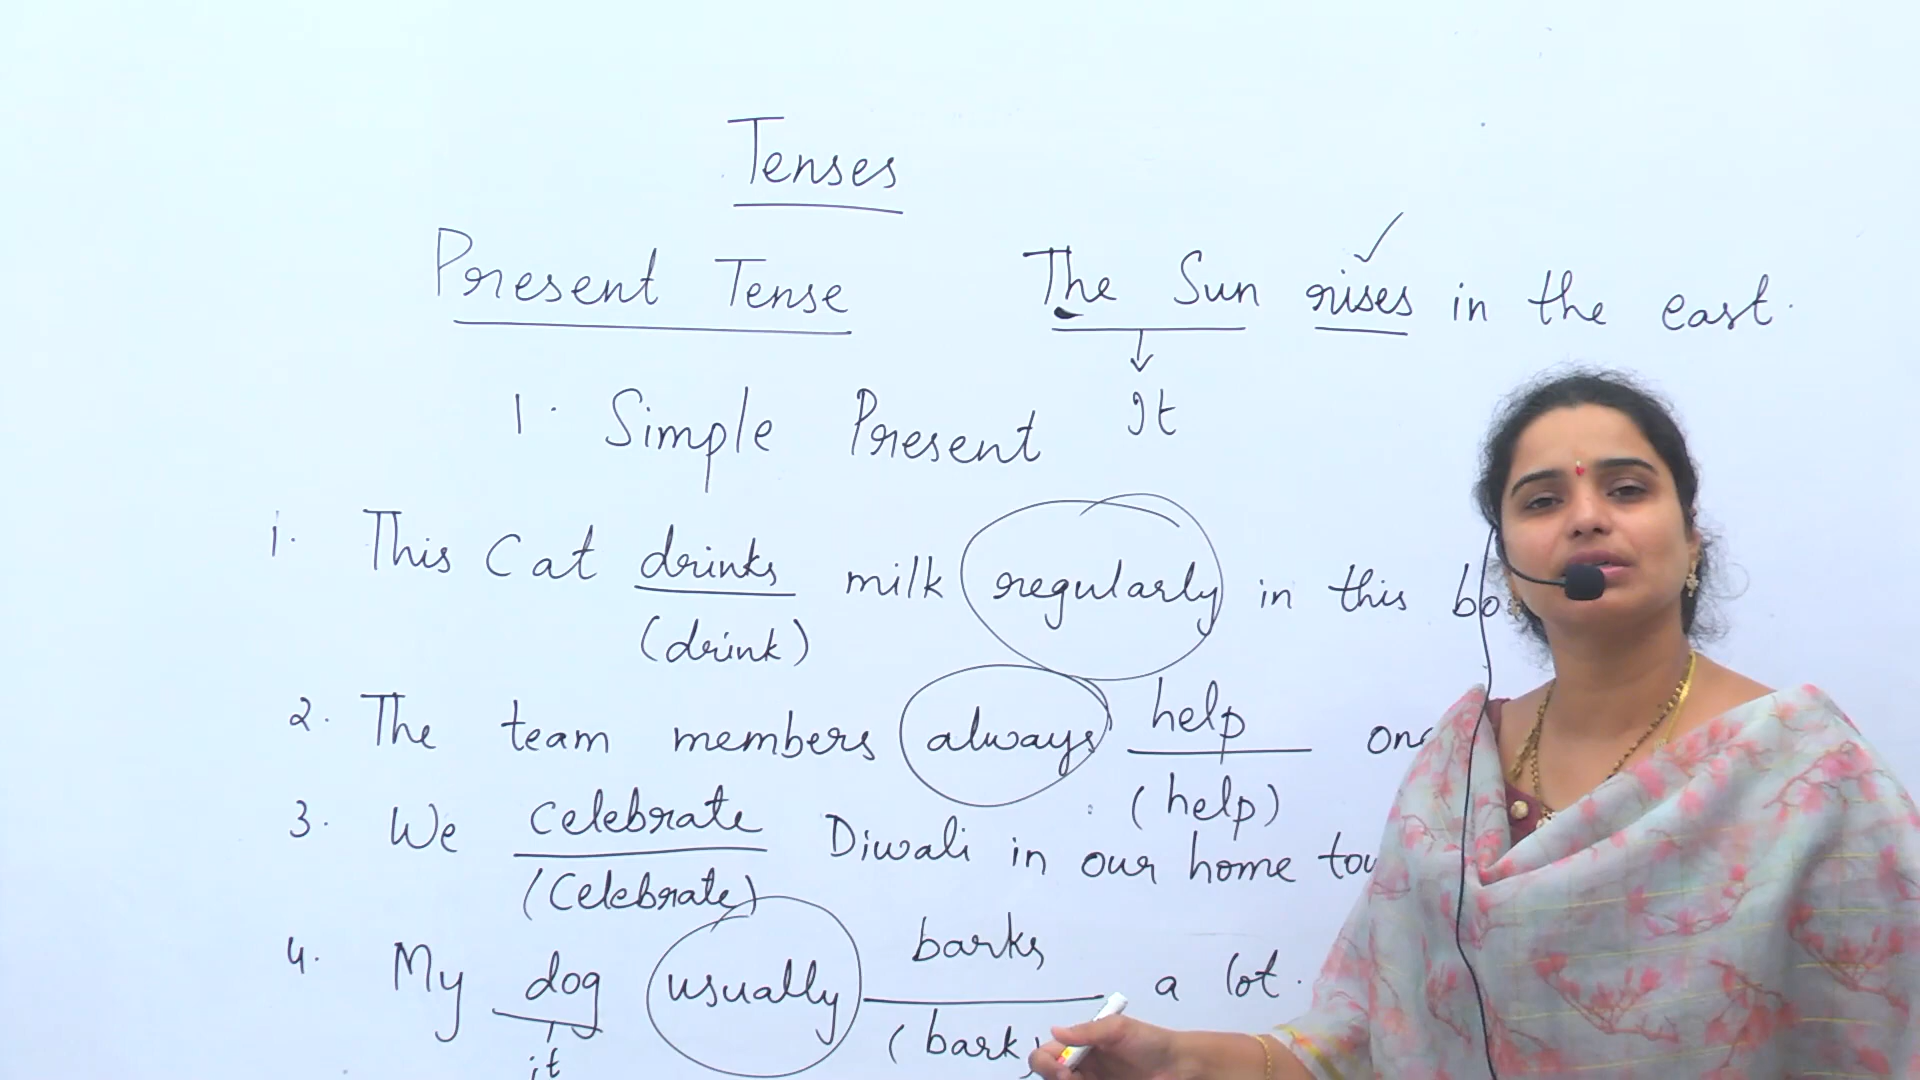 Tenses
Present Tense
The Sun rises in the east.
It
1. Simple Present
1. This Cat drinks milk regularly in this
(drink)
2. The team members always help
(help)
3. We celebrate Diwali in our home
(Celebrate)
4. My dog usually barks a lot.
it
(bark)